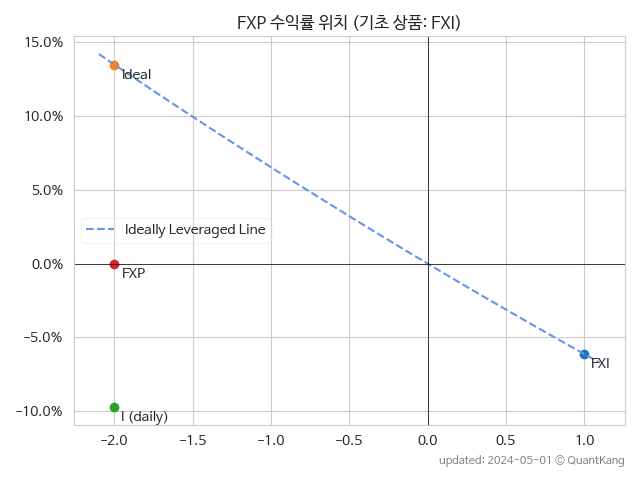 FXP 수익률 위치 (기초 상품: FXI)
15.0%
Ideal
10.0%
5.0%
Ideally Leveraged Line
0.0%
FXP
−5.0%
FXI
−10.0%
I (daily)
−2.0 −1.5 −1.0 −0.5 0.0 0.5 1.0
updated: 2024-05-01 © QuantKang